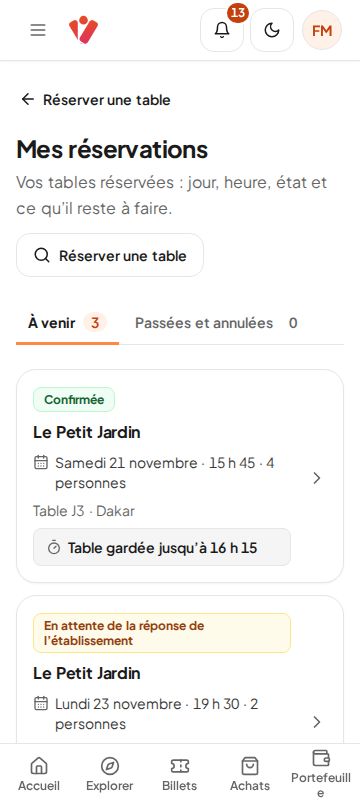 13
FM
Réserver une table
Mes réservations
Vos tables réservées : jour, heure, état et
ce qu’il reste à faire.
Réserver une table
À venir 3 Passées et annulées 0
Confirmée
Le Petit Jardin
Samedi 21 novembre · 15 h 45 · 4
personnes
Table J3 · Dakar
Table gardée jusqu’à 16 h 15
En attente de la réponse de
l’établissement
Le Petit Jardin
Lundi 23 novembre · 19 h 30 · 2
personnes
Accueil Explorer Billets Achats Portefeuill
e